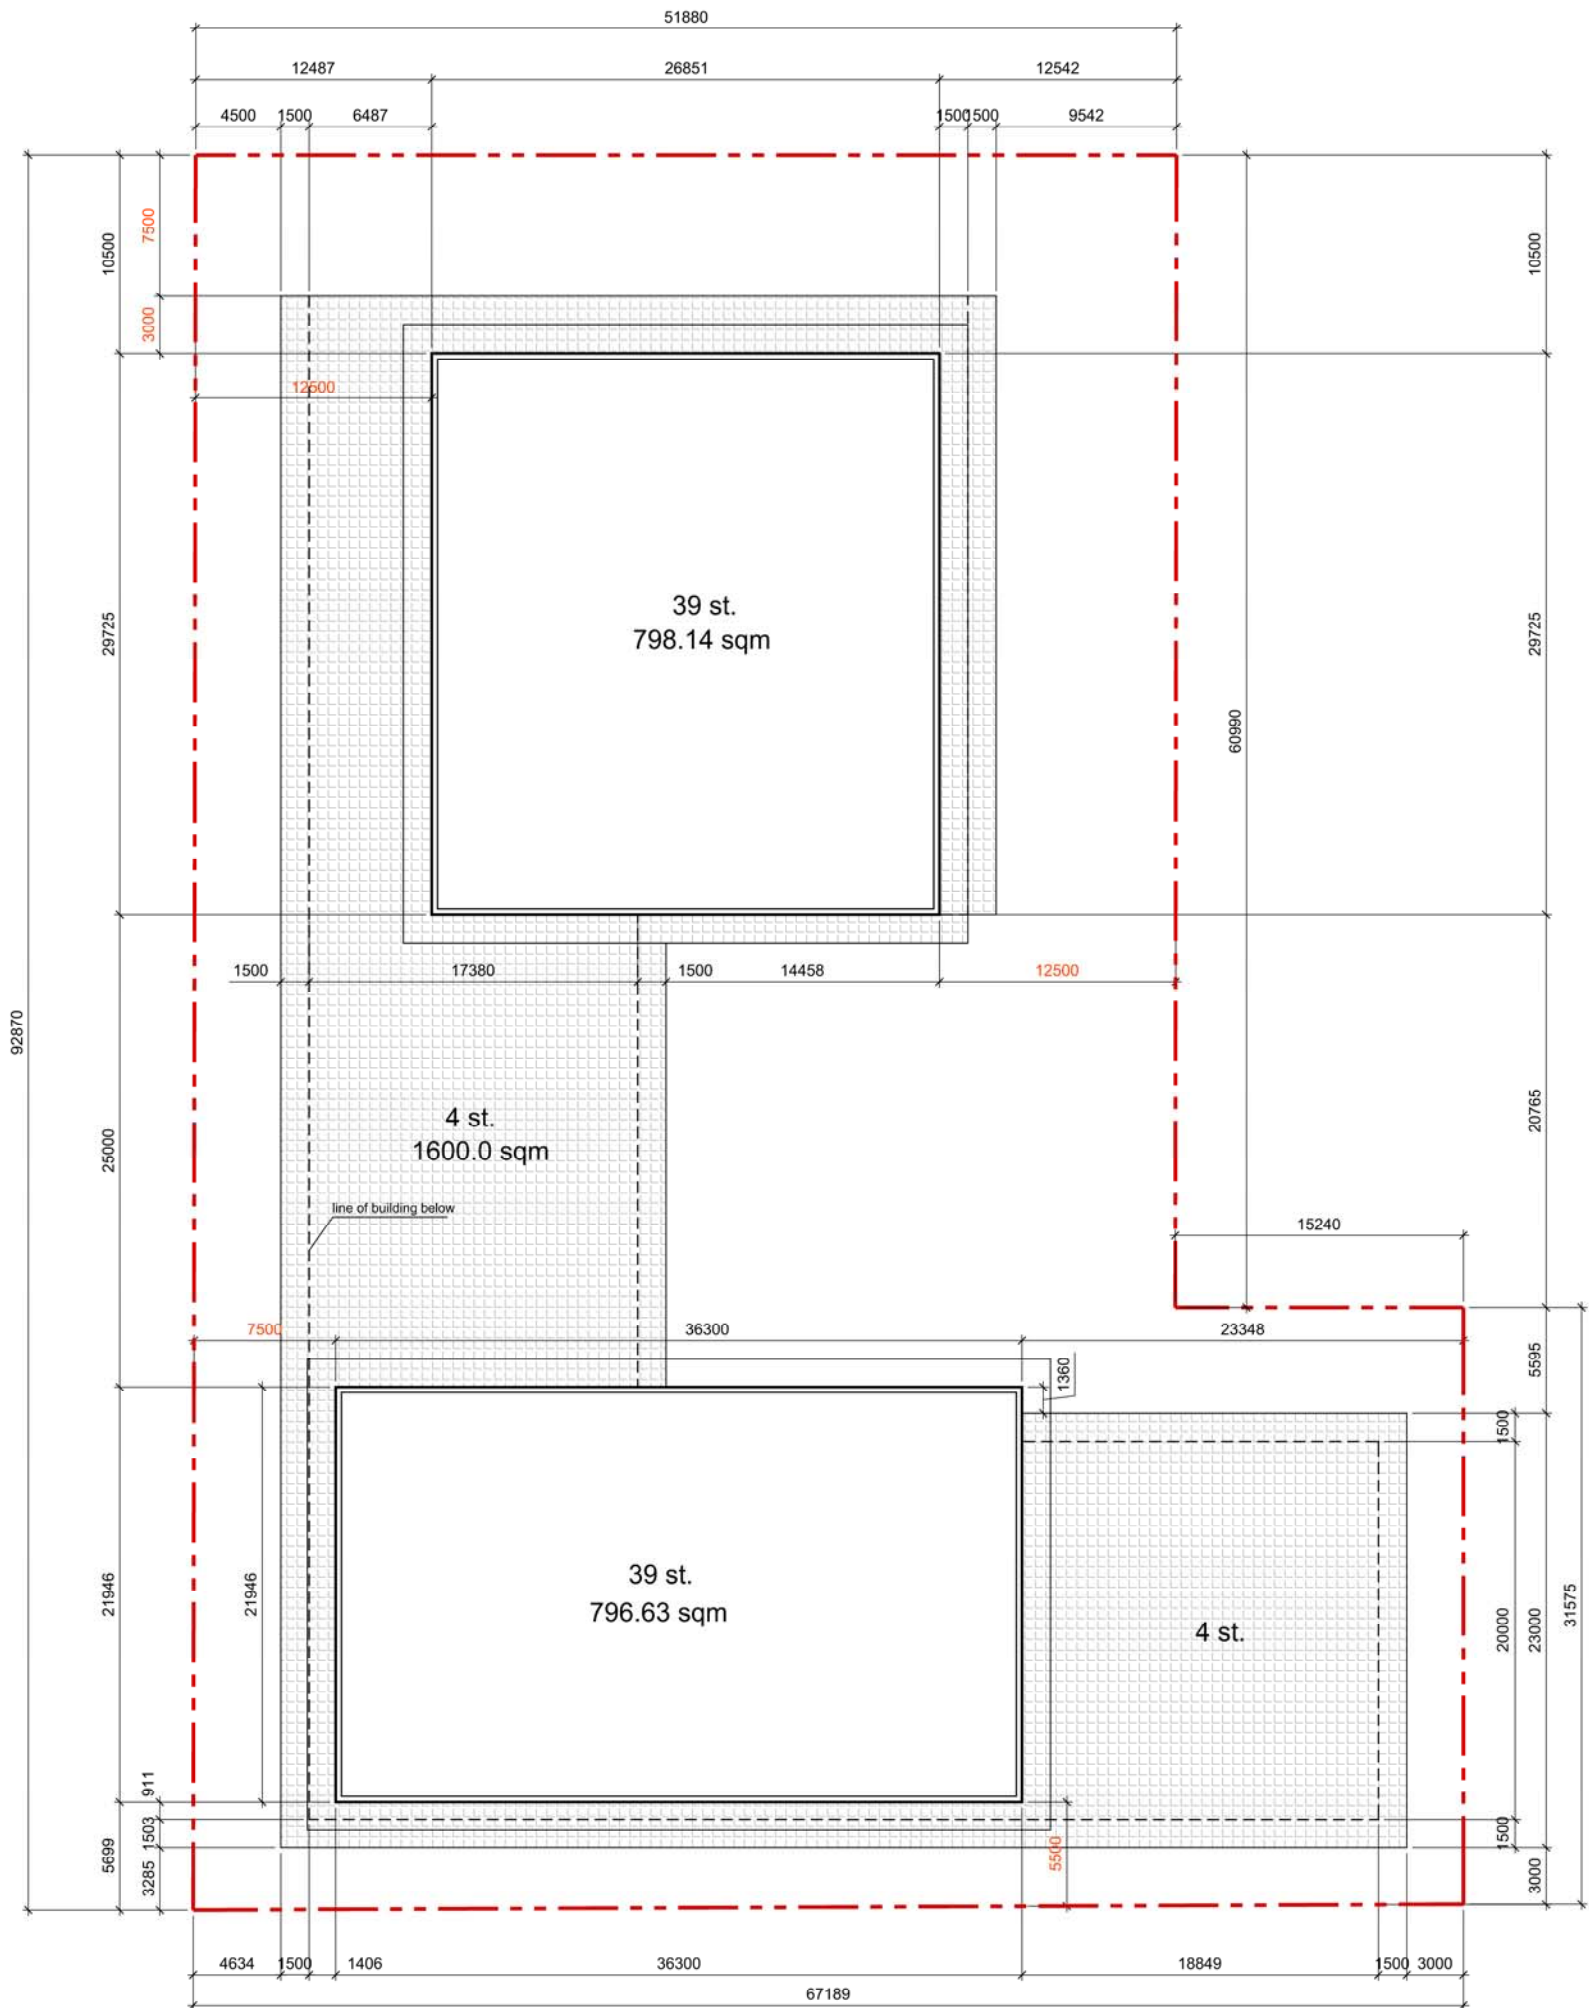 51880
12487 26851 12542
4500 1500 6487 1500 1500 9542
10500 7500 10500
3000
12500
29725 39 st. 29725
798.14 sqm
60990
1500 17380 1500 14458 12500
92870
25000 4 st. 20765
1600.0 sqm
line of building below
15240
7500 36300 23348
1360 5595
1500
21946 21946 39 st. 20000 23000 31575
796.63 sqm
4 st.
911
5699 1503 5500 1500
3285 3000
4634 1500 1406 36300 18849 1500 3000
67189